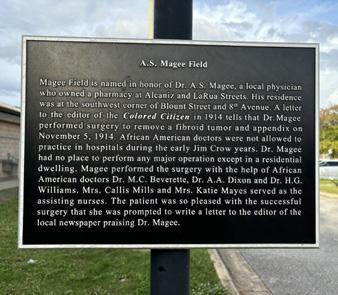 A.S. Magee Field
Magee Field is named in honor of Dr. A.S. Magee, a local physician
who owned a pharmacy at Alcaniz and LaRua Streets. His residence
was at the southwest corner of Blount Street and 8th Avenue. A letter
to the editor of the Colored Citizen in 1914 tells that Dr.Magee
performed surgery to remove a fibroid tumor and appendix on
November 5, 1914. African American doctors were not allowed to
practice in hospitals during the early Jim Crow years. Dr. Magee
had no place to perform any major operation except in a residential
dwelling. Magee performed the surgery with the help of African
American doctors Dr. M.C. Beverette, Dr. A.A. Dixon and Dr. H.G.
Williams. Mrs. Callis Mills and Mrs. Katie Mayes served as the
assisting nurses. The patient was so pleased with the successful
surgery that she was prompted to write a letter to the editor of the
local newspaper praising Dr. Magee.